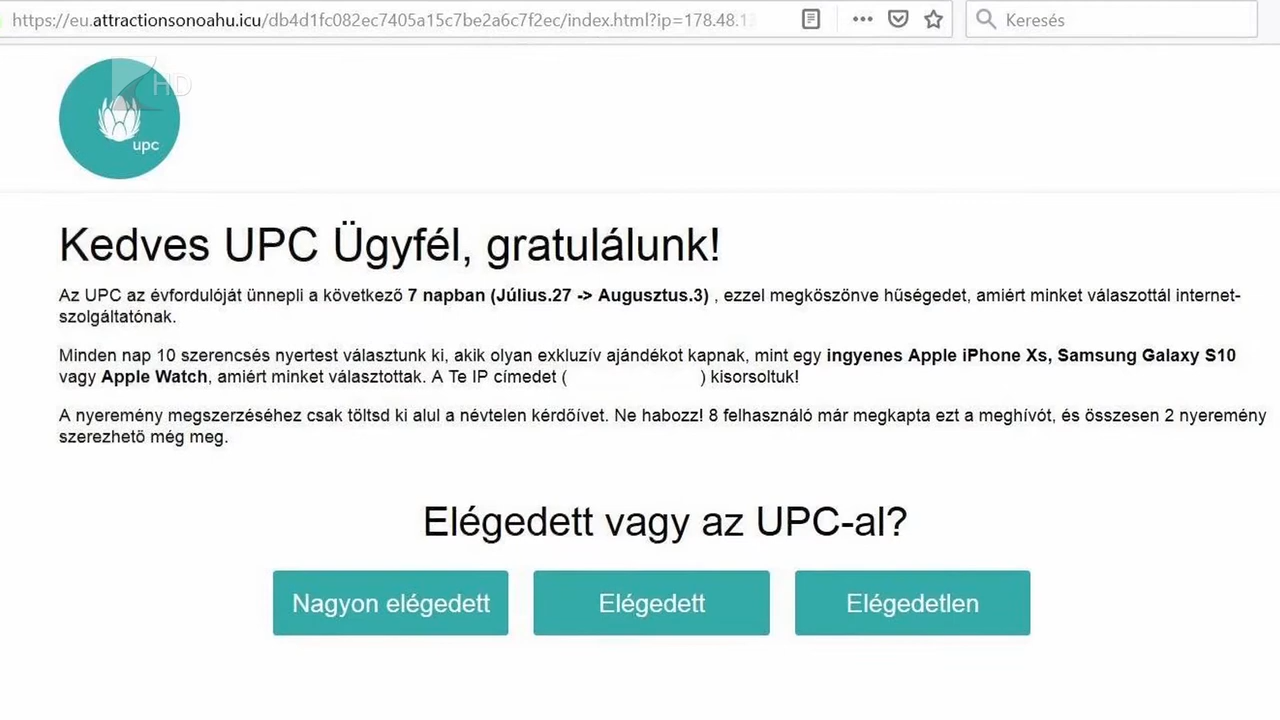 https://eu.attractionsonoahu.icu/db4d1fc082ec7405a15c7be2a6c7f2ec/index.html?ip=178.48.1
Keresés
HD
upc
Kedves UPC Ügyfél, gratulálunk!
Az UPC az évfordulóját ünnepli a következő 7 napban (Július.27 -> Augusztus.3) , ezzel megköszönve hűségedet, amiért minket válaszottál internet-
szolgáltatónak.
Minden nap 10 szerencsés nyertest választunk ki, akik olyan exkluzív ajándékot kapnak, mint egy ingyenes Apple iPhone Xs, Samsung Galaxy S10
vagy Apple Watch, amiért minket választottak. A Te IP címedet ( ) kisorsoltuk!
A nyeremény megszerzéséhez csak töltsd ki alul a névtelen kérdőívet. Ne habozz! 8 felhasználó már megkapta ezt a meghívót, és összesen 2 nyeremény
szerezhető még meg.
Elégedett vagy az UPC-al?
Nagyon elégedett
Elégedett
Elégedetlen